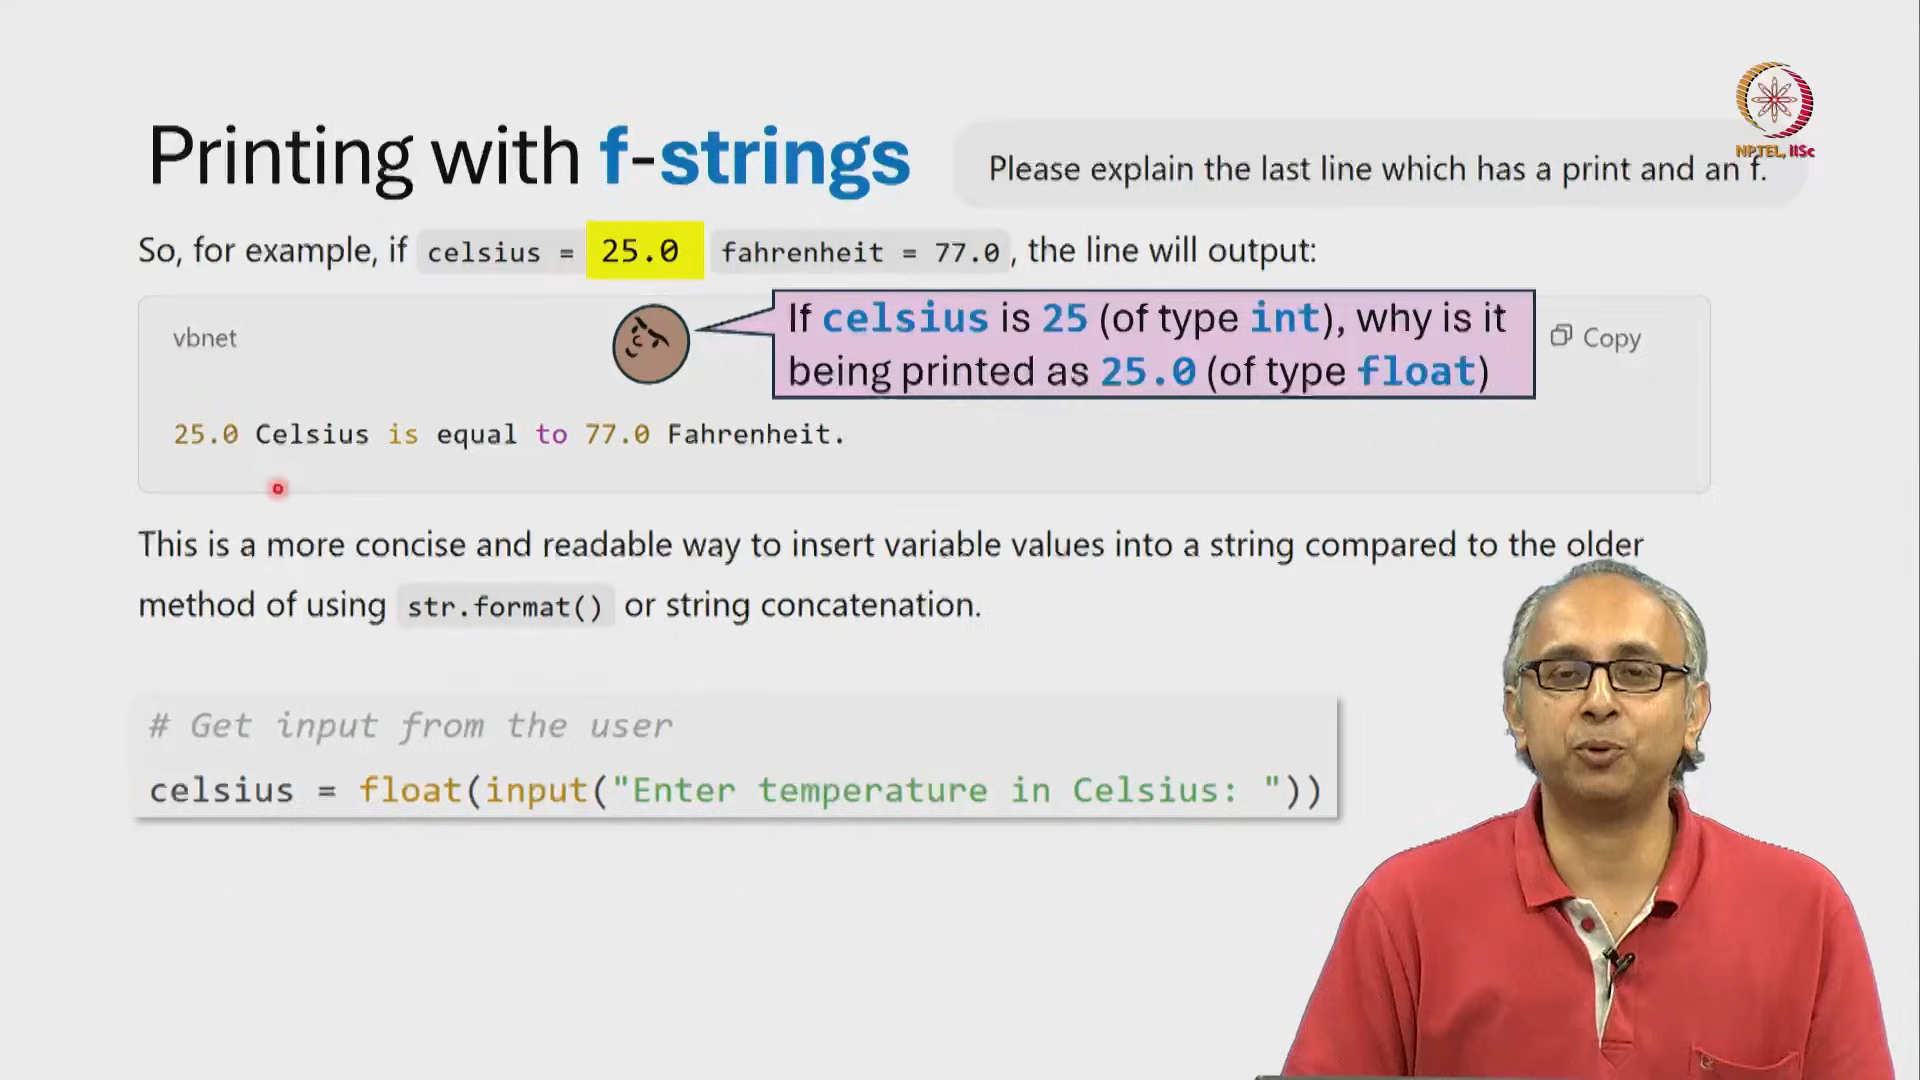 NPTEL, IISc
Printing with f-strings
Please explain the last line which has a print and an f.
So, for example, if celsius = 25.0 fahrenheit = 77.0, the line will output:
vbnet
If celsius is 25 (of type int), why is it
being printed as 25.0 (of type float)
Copy
25.0 Celsius is equal to 77.0 Fahrenheit.
This is a more concise and readable way to insert variable values into a string compared to the older
method of using str.format() or string concatenation.
# Get input from the user
celsius = float(input("Enter temperature in Celsius: "))